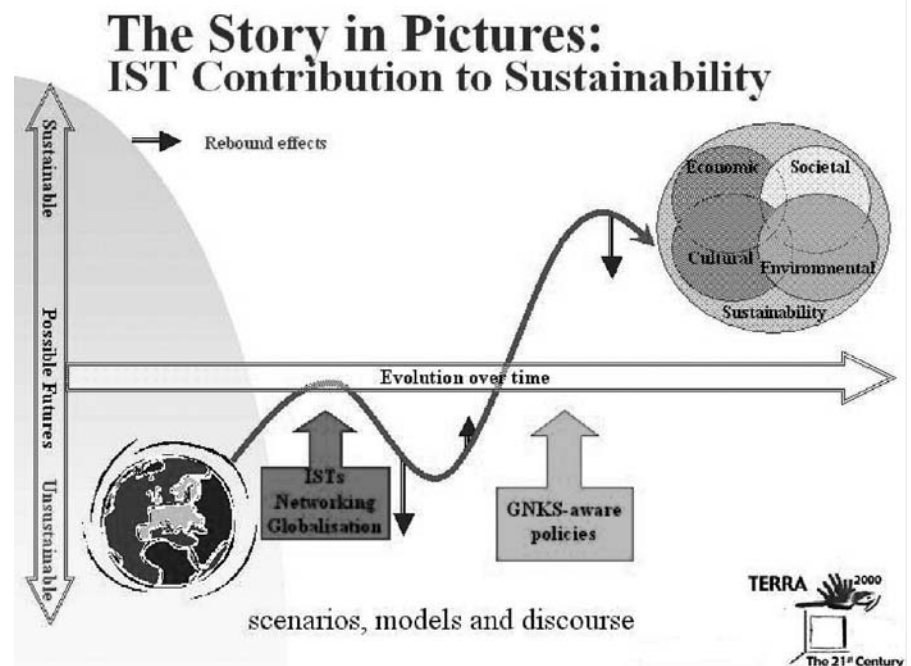 The Story in Pictures:
IST Contribution to Sustainability
Rebound effects
Sustainable
Possible Futures
Unsustainable
Economic
Societal
Cultural
Environmental
Sustainability
Evolution over time
ISTs
Networking
Globalisation
GNKS-aware
policies
scenarios, models and discourse
TERRA 2000
The 21st Century